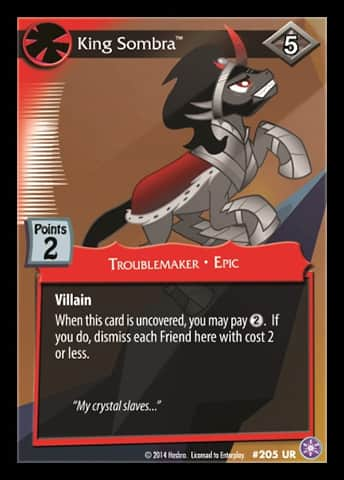 King Sombra™
5
Points
2
TROUBLEMAKER • EPIC
Villain
When this card is uncovered, you may pay 2. If
you do, dismiss each Friend here with cost 2
or less.
"My crystal slaves..."
© 2014 Hasbro. Licensed to Enterplay. #205 UR